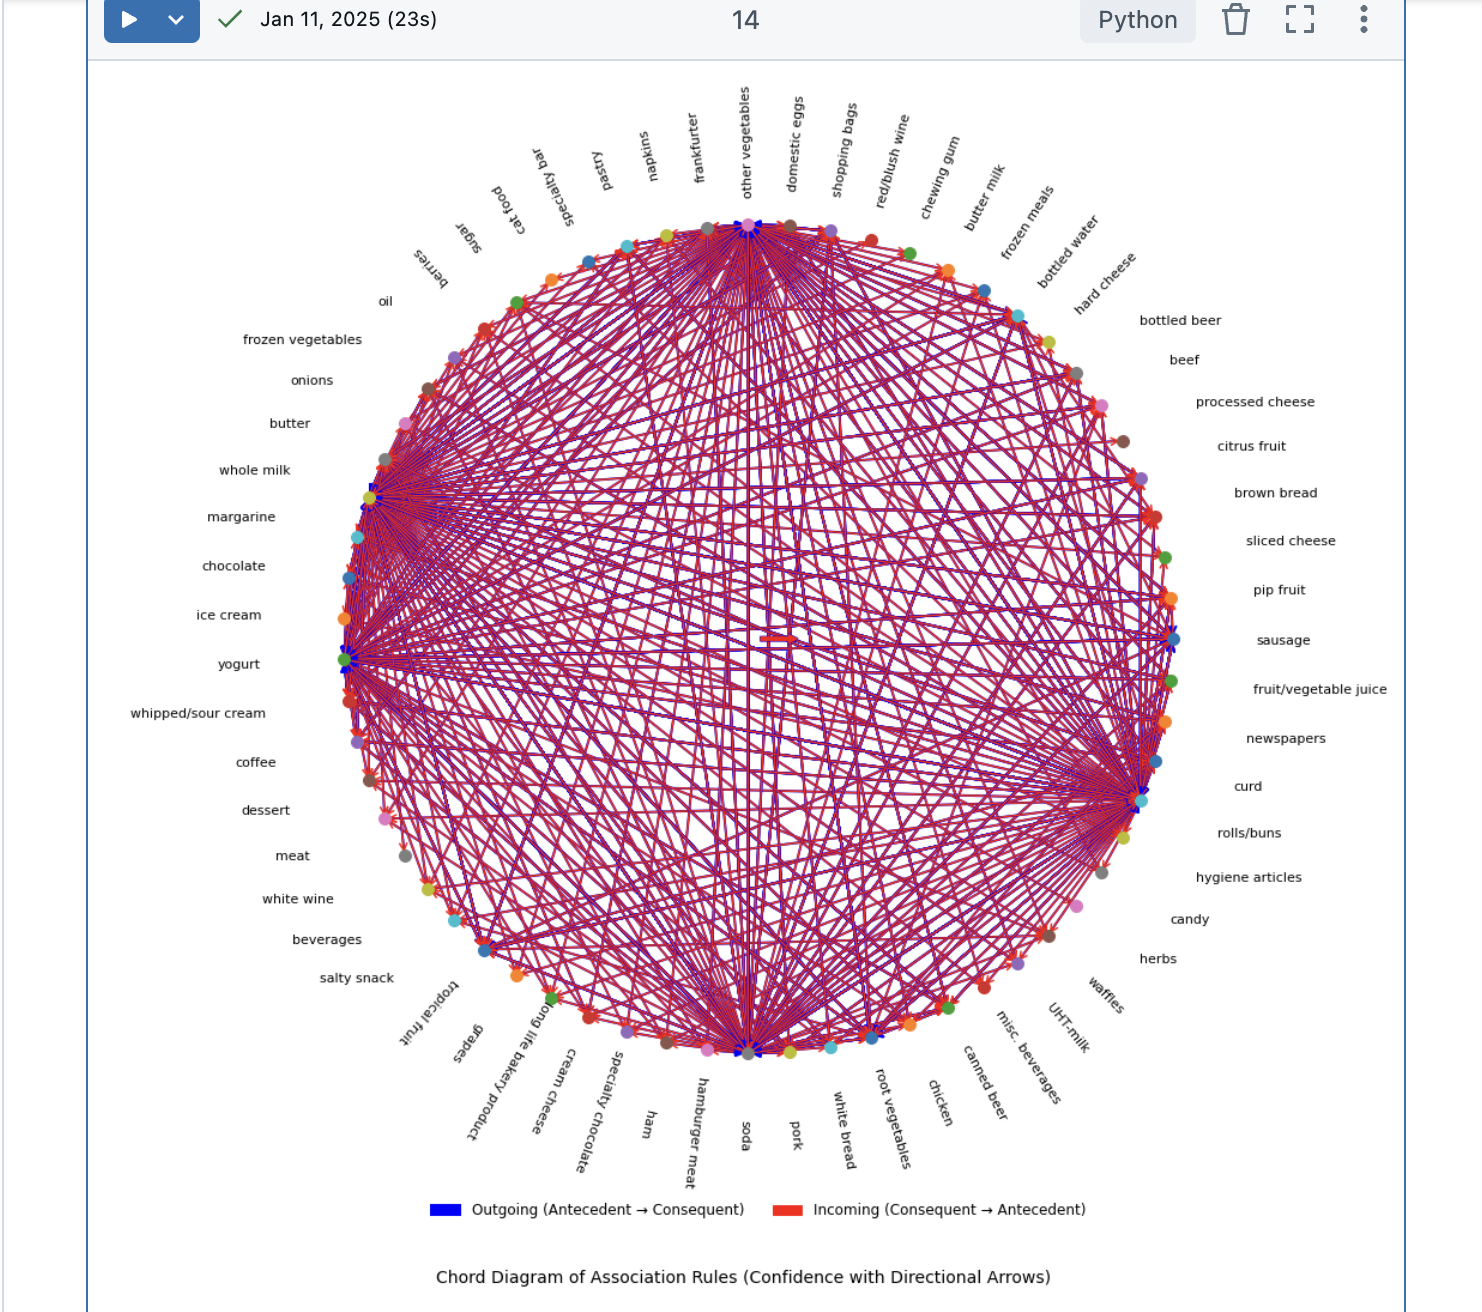 Jan 11, 2025 (23s)
14
Python
other vegetables
domestic eggs
shopping bags
red/blush wine
chewing gum
butter milk
frozen meals
bottled water
hard cheese
bottled beer
beef
processed cheese
citrus fruit
brown bread
sliced cheese
pip fruit
sausage
fruit/vegetable juice
newspapers
curd
rolls/buns
hygiene articles
candy
herbs
waffles
UHT-milk
misc. beverages
canned beer
chicken
root vegetables
white bread
pork
soda
hamburger meat
ham
specialty chocolate
cream cheese
long life bakery product
grapes
tropical fruit
salty snack
beverages
white wine
meat
dessert
coffee
whipped/sour cream
yogurt
ice cream
chocolate
margarine
whole milk
butter
onions
frozen vegetables
oil
berries
sugar
cat food
specialty bar
pastry
napkins
frankfurter
Outgoing (Antecedent → Consequent)
Incoming (Consequent → Antecedent)
Chord Diagram of Association Rules (Confidence with Directional Arrows)